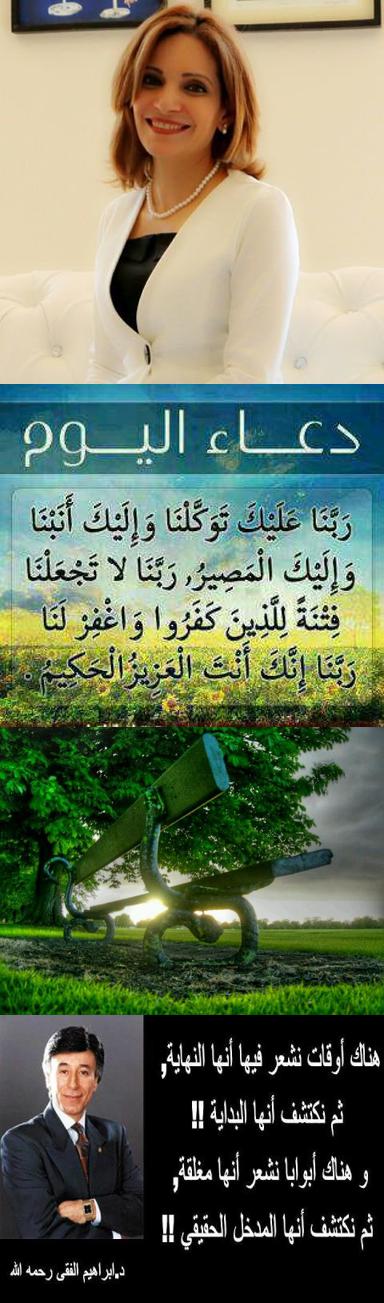 دعاء اليوم
رَبَّنَا عَلَيْكَ تَوَكَّلْنَا وَإِلَيْكَ أَنَبْنَا
وَإِلَيْكَ الْمَصِيرُ, رَبَّنَا لا تَجْعَلْنَا
فِتْنَةً لِلَّذِينَ كَفَرُوا وَاغْفِرْ لَنَا
رَبَّنَا إِنَّكَ أَنْتَ الْعَزِيزُ الْحَكِيمُ .
هناك أوقات نشعر فيها أنها النهاية,
ثم نكتشف أنها البداية !!
و هناك أبوابا نشعر أنها مغلقة,
ثم نكتشف أنها المدخل الحقيقي !!
د.ابراهيم الفقى رحمه الله